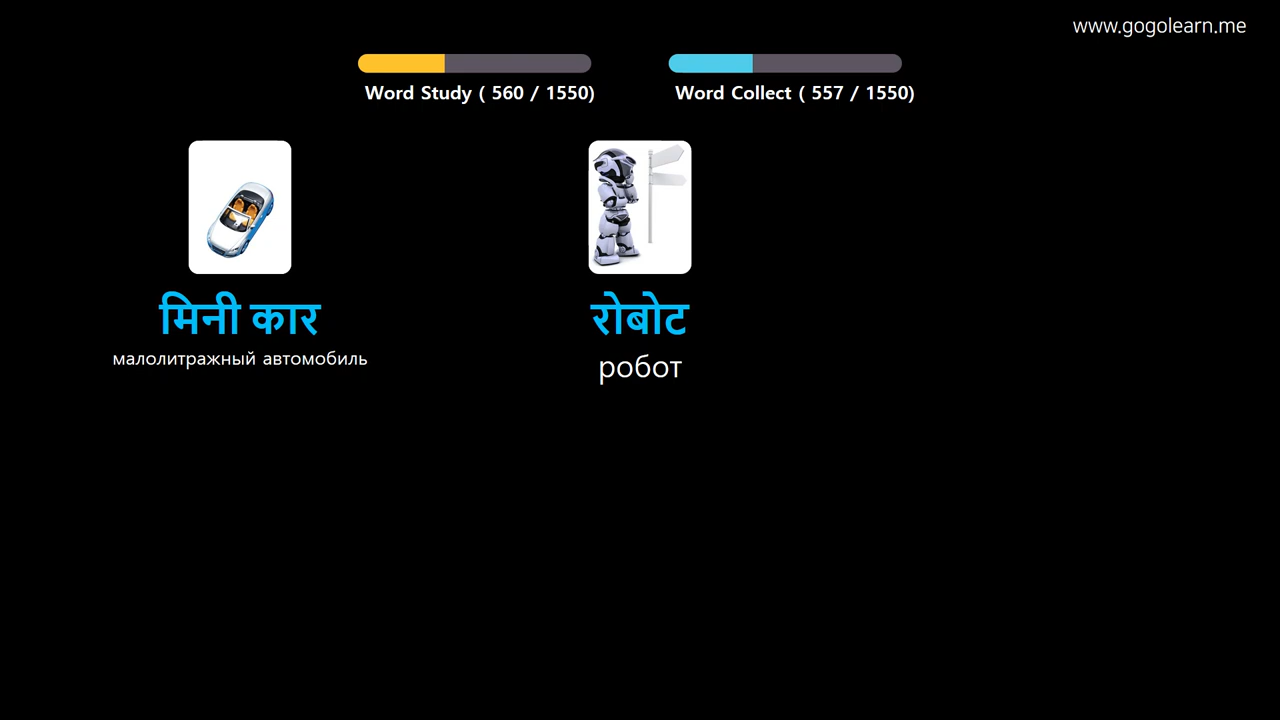 www.gogolearn.me
Word Study ( 560 / 1550)
Word Collect ( 557 / 1550)
मिनी कार
малолитражный автомобиль
रोबोट
робот